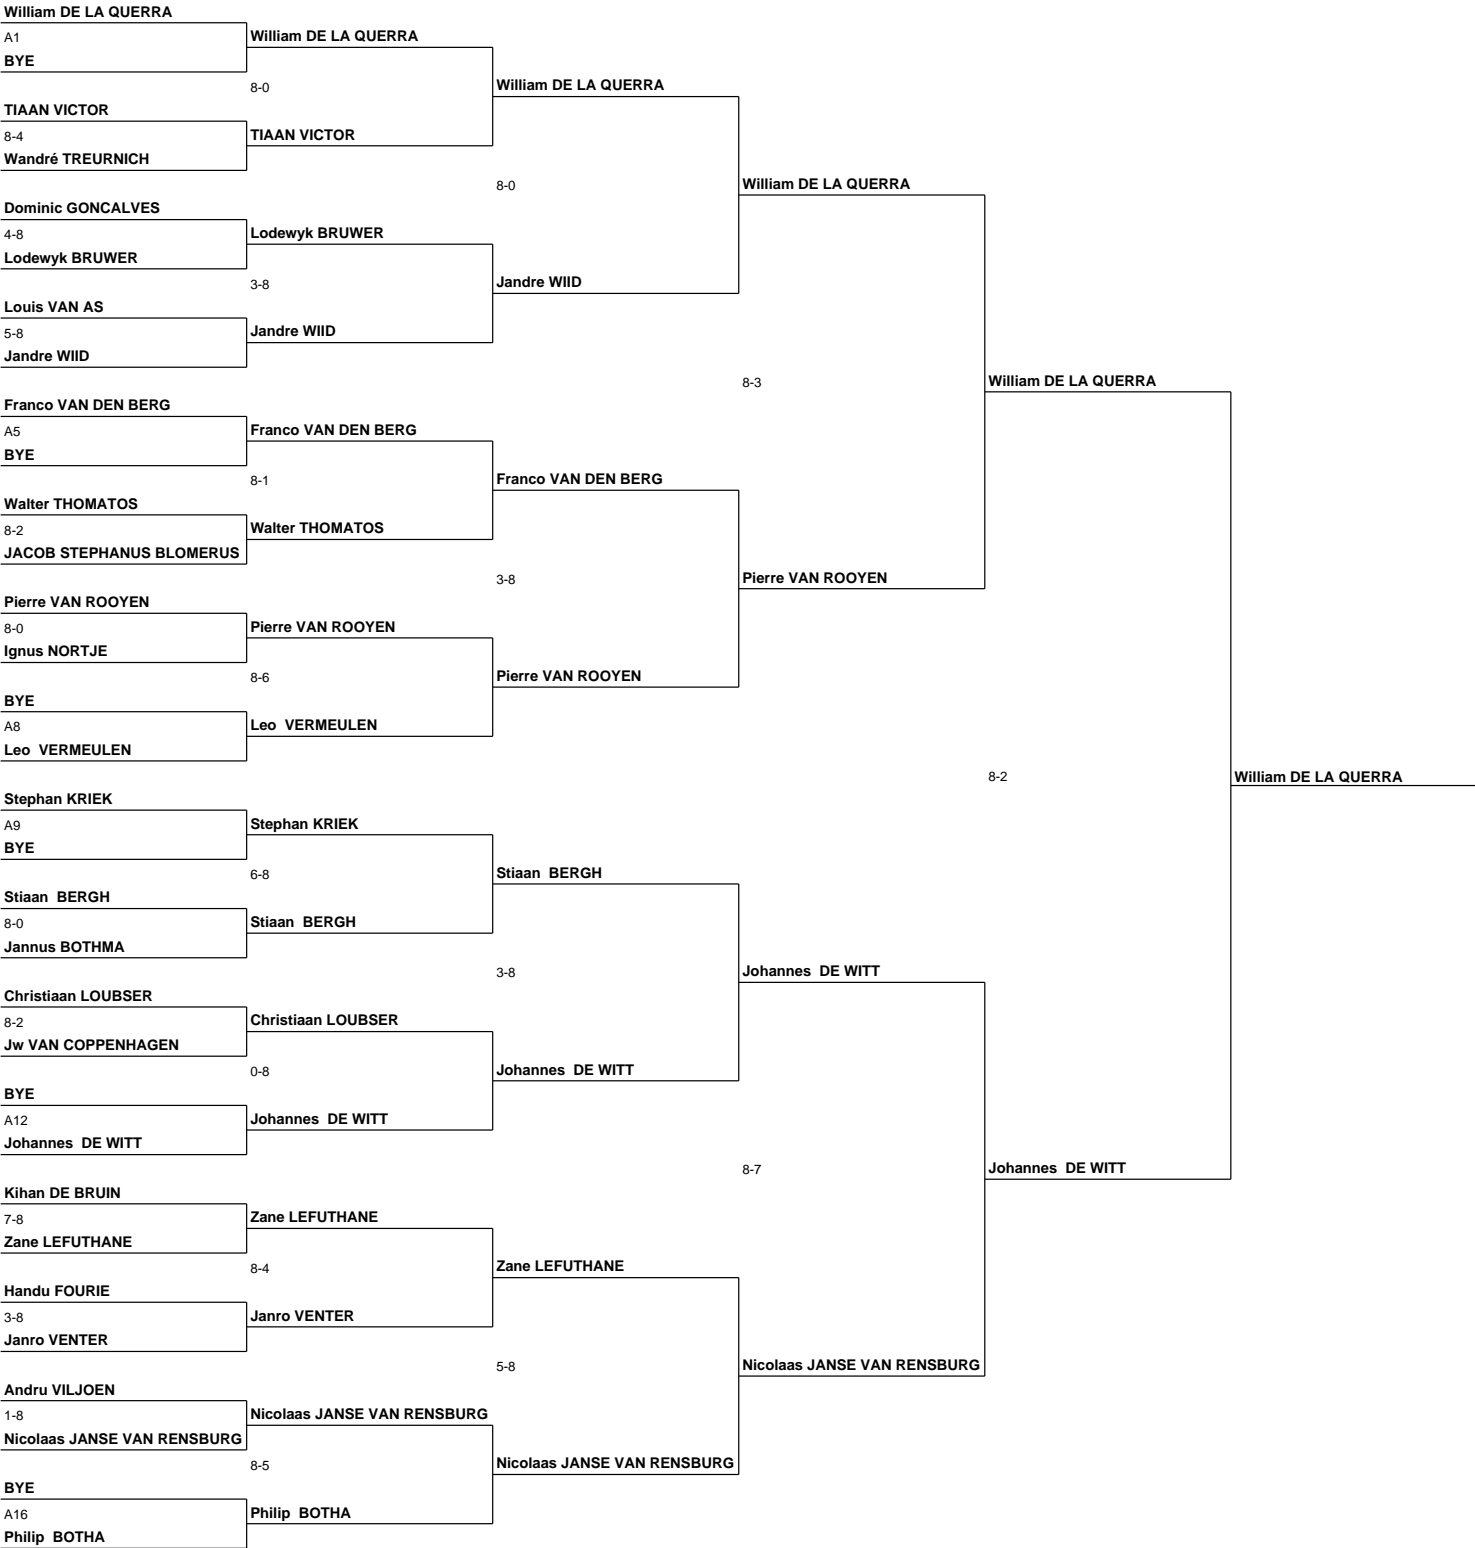 William DE LA QUERRA
A1
BYE
TIAAN VICTOR
8-4
Wandré TREURNICH
Dominic GONCALVES
4-8
Lodewyk BRUWER
Louis VAN AS
5-8
Jandre WIID
Franco VAN DEN BERG
A5
BYE
Walter THOMATOS
8-2
JACOB STEPHANUS BLOMERUS
Pierre VAN ROOYEN
8-0
Ignus NORTJE
BYE
A8
Leo VERMEULEN
Stephan KRIEK
A9
BYE
Stiaan BERGH
8-0
Jannus BOTHMA
Christiaan LOUBSER
8-2
Jw VAN COPPENHAGEN
BYE
A12
Johannes DE WITT
Kihan DE BRUIN
7-8
Zane LEFUTHANE
Handu FOURIE
3-8
Janro VENTER
Andru VILJOEN
1-8
Nicolaas JANSE VAN RENSBURG
BYE
A16
Philip BOTHA
William DE LA QUERRA
8-0
TIAAN VICTOR
Lodewyk BRUWER
3-8
Jandre WIID
Franco VAN DEN BERG
8-1
Walter THOMATOS
Pierre VAN ROOYEN
8-6
Leo VERMEULEN
Stephan KRIEK
6-8
Stiaan BERGH
Christiaan LOUBSER
0-8
Johannes DE WITT
Zane LEFUTHANE
8-4
Janro VENTER
Nicolaas JANSE VAN RENSBURG
8-5
Philip BOTHA
William DE LA QUERRA
8-0
Jandre WIID
Franco VAN DEN BERG
3-8
Pierre VAN ROOYEN
Stiaan BERGH
3-8
Johannes DE WITT
Zane LEFUTHANE
5-8
Nicolaas JANSE VAN RENSBURG
William DE LA QUERRA
8-3
Pierre VAN ROOYEN
Johannes DE WITT
8-7
Nicolaas JANSE VAN RENSBURG
William DE LA QUERRA
8-2
Johannes DE WITT
William DE LA QUERRA